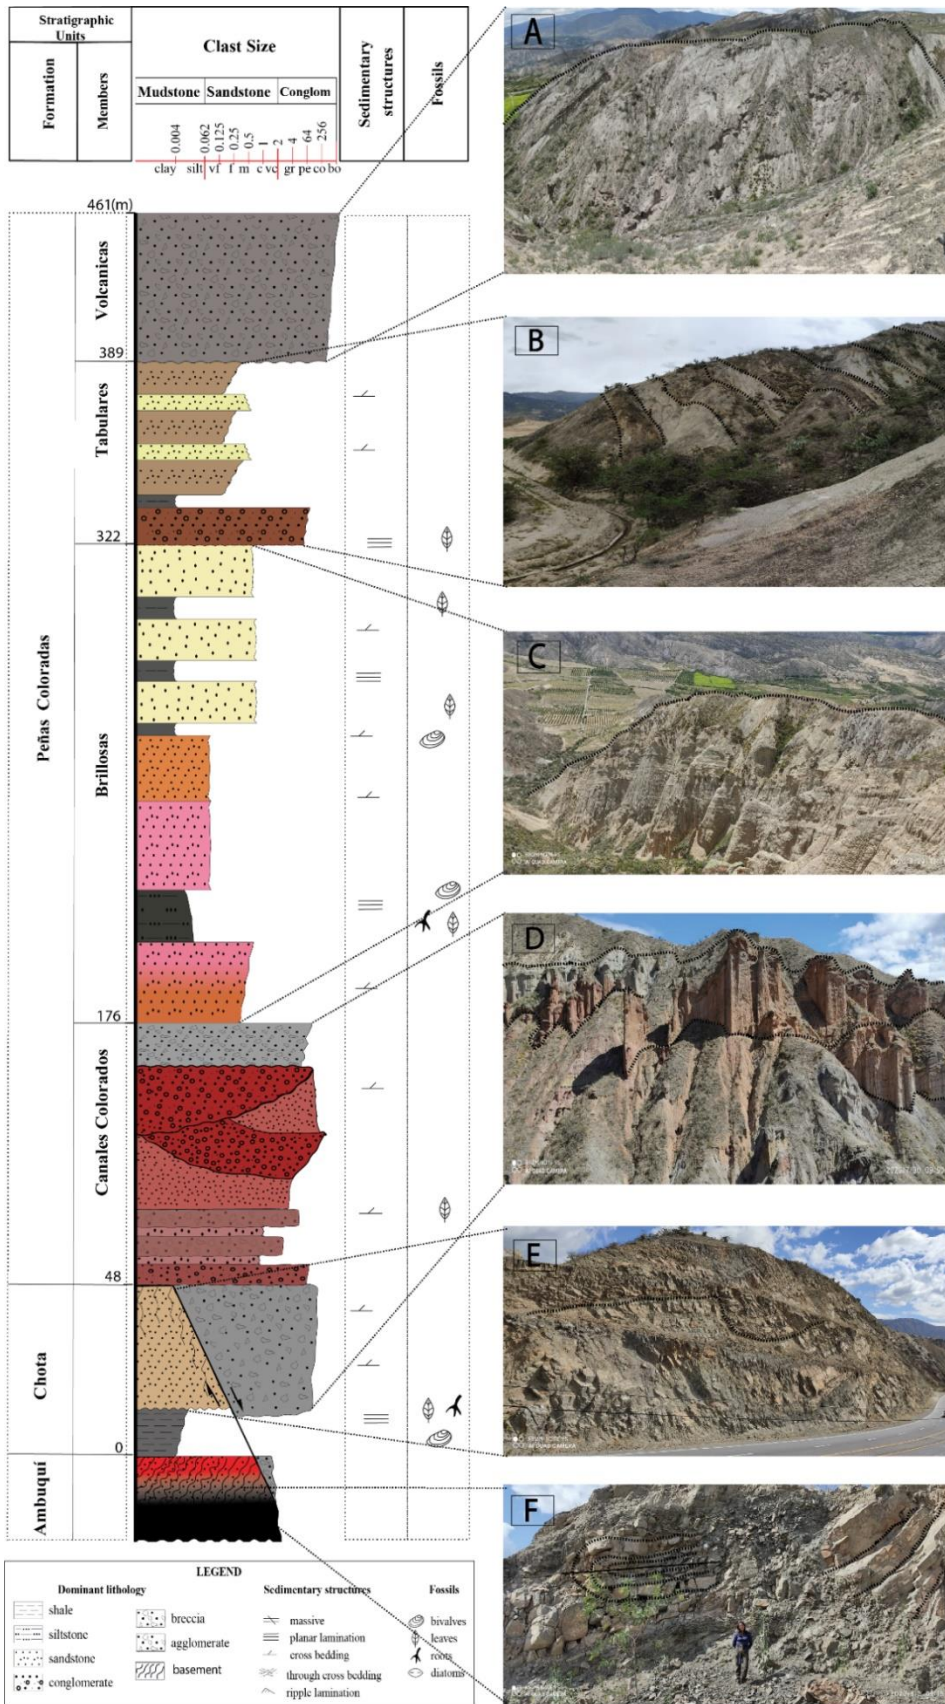 Stratigraphic
Units
Formation
Members
Clast Size
Mudstone
Sandstone
Conglom
0.004
0.062
0.125
0.25
0.5
1
2
4
64
256
clay
silt
vf
f
m
c
vc
gr
pe
co
bo
Sedimentary
structures
Fossils
461(m)
Volcanicas
389
Tabulares
322
Peñas Coloradas
Brillosas
176
Canales Colorados
48
Chota
0
Ambuquí
A
B
C
D
E
F
LEGEND
Dominant lithology
shale
siltstone
sandstone
conglomerate
breccia
agglomerate
basement
Sedimentary structures
massive
planar lamination
cross bedding
through cross bedding
ripple lamination
Fossils
bivalves
leaves
roots
diatoms